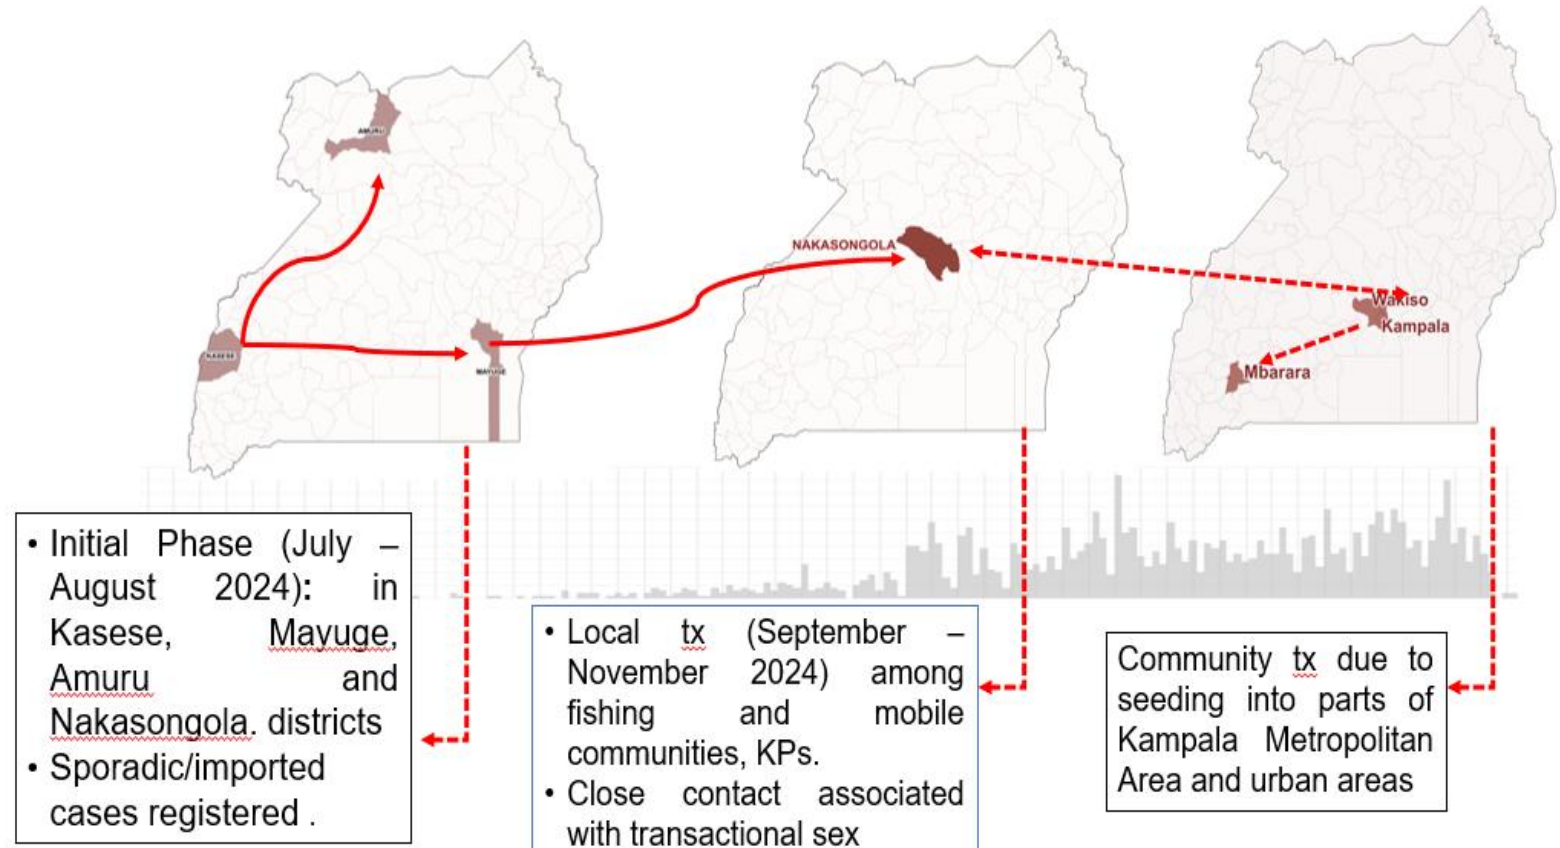 AMURU
KASESE
MAYUGE
NAKASONGOLA
Wakiso
Kampala
Mbarara
• Initial Phase (July –
August 2024): in
Kasese, Mayuge,
Amuru and
Nakasongola. districts
• Sporadic/imported
cases registered .
• Local tx (September –
November 2024) among
fishing and mobile
communities, KPs.
• Close contact associated
with transactional sex
Community tx due to
seeding into parts of
Kampala Metropolitan
Area and urban areas